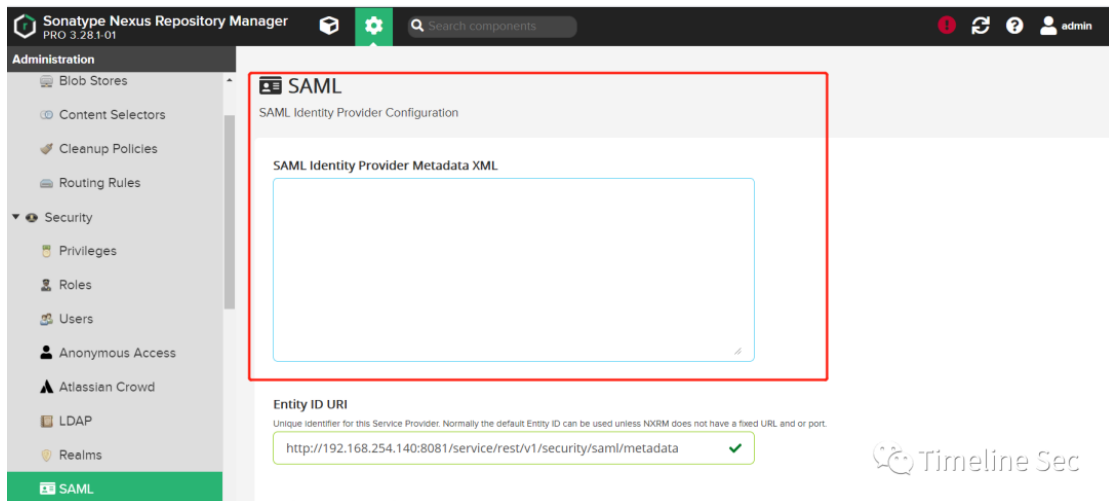 Sonatype Nexus Repository Manager
PRO 3.28.1-01
Search components
admin
Administration
Blob Stores
Content Selectors
Cleanup Policies
Routing Rules
Security
Privileges
Roles
Users
Anonymous Access
Atlassian Crowd
LDAP
Realms
SAML
SAML
SAML Identity Provider Configuration
SAML Identity Provider Metadata XML
Entity ID URI
Unique identifier for this Service Provider. Normally the default Entity ID can be used unless NXRM does not have a fixed URL and or port.
http://192.168.254.140:8081/service/rest/v1/security/saml/metadata
Timeline Sec